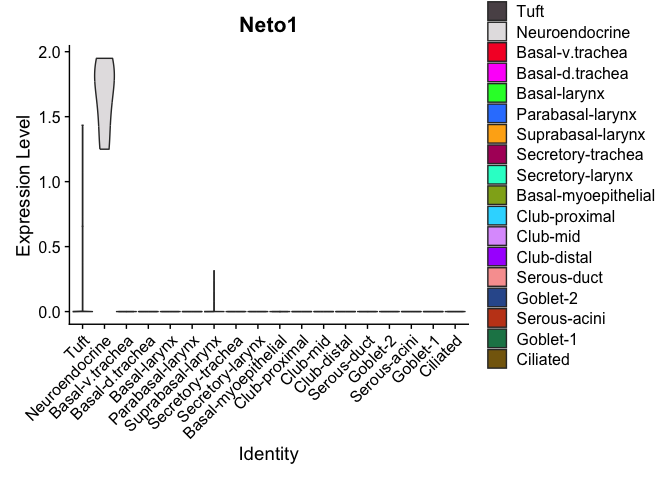 Neto1
Expression Level
2.0
1.5
1.0
0.5
0.0
Tuft
Neuroendocrine
Basal-v.trachea
Basal-d.trachea
Basal-larynx
Parabasal-larynx
Suprabasal-larynx
Secretory-trachea
Secretory-larynx
Basal-myoepithelial
Club-proximal
Club-mid
Club-distal
Serous-duct
Goblet-2
Serous-acini
Goblet-1
Ciliated
Identity
Tuft
Neuroendocrine
Basal-v.trachea
Basal-d.trachea
Basal-larynx
Parabasal-larynx
Suprabasal-larynx
Secretory-trachea
Secretory-larynx
Basal-myoepithelial
Club-proximal
Club-mid
Club-distal
Serous-duct
Goblet-2
Serous-acini
Goblet-1
Ciliated